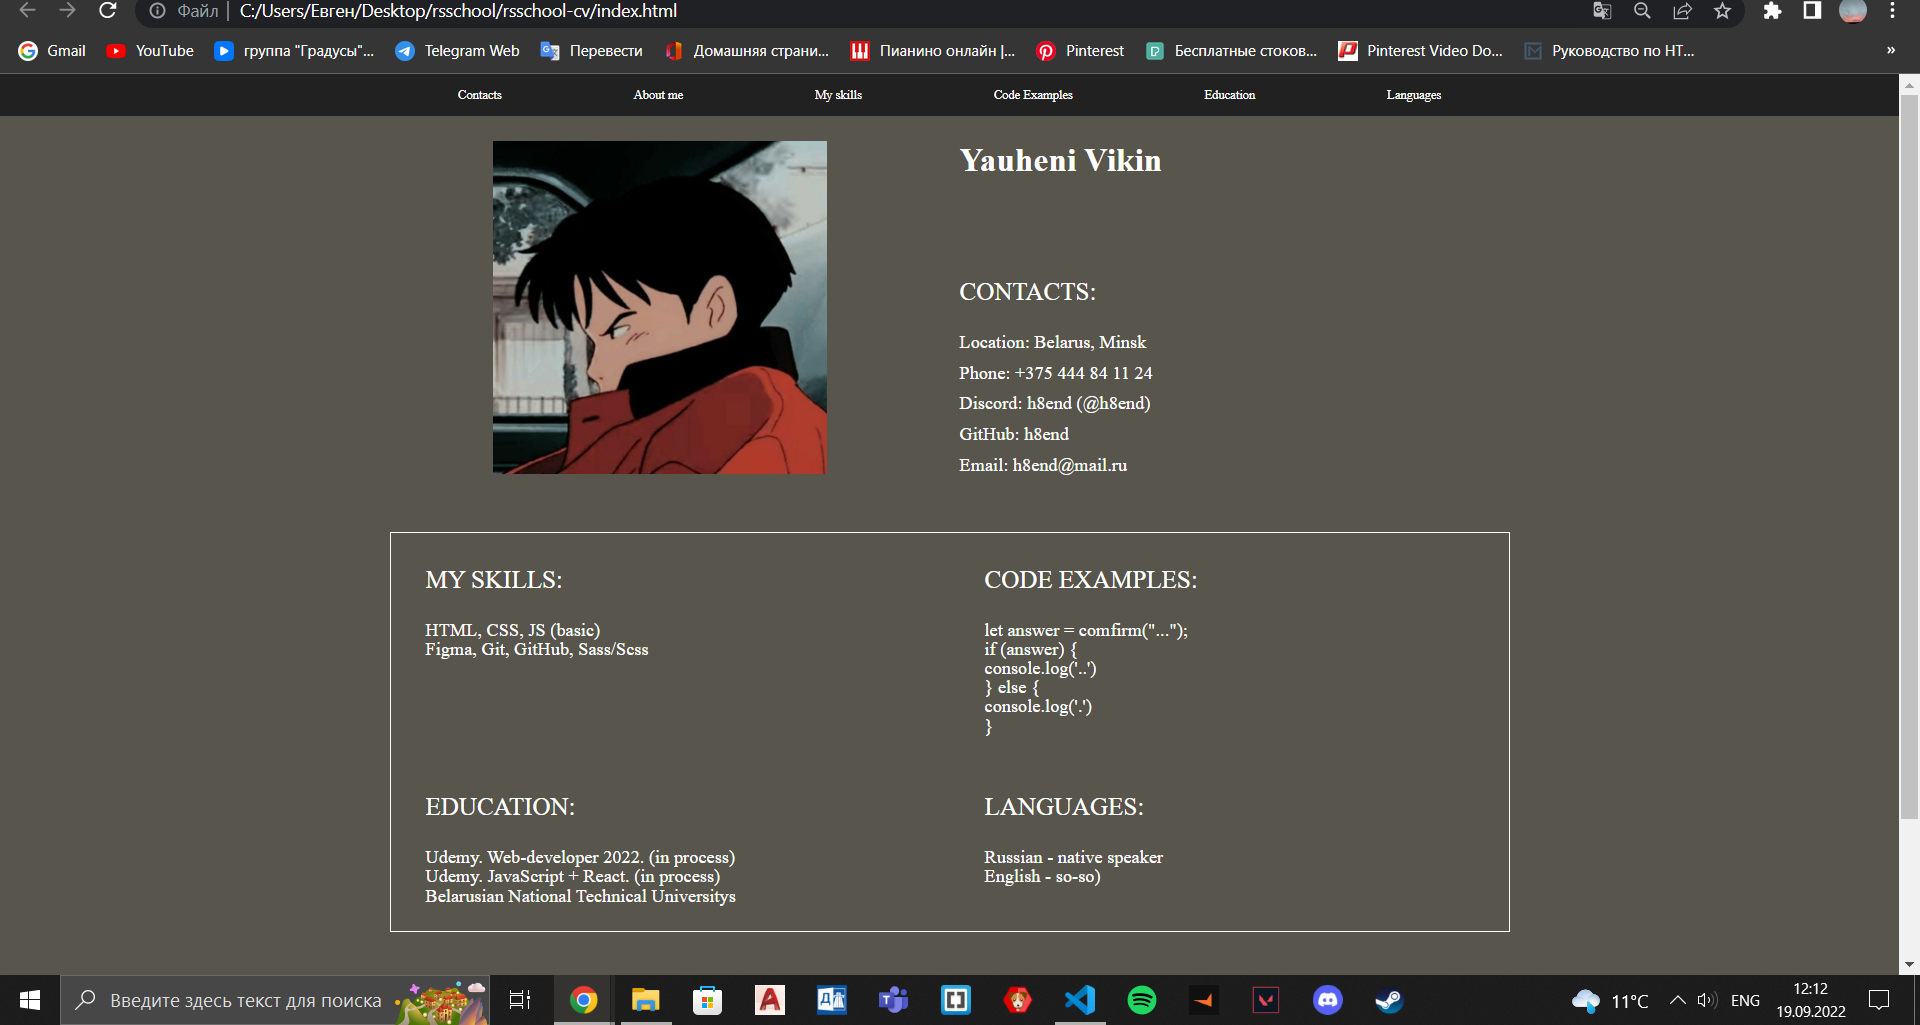 Файл | C:/Users/Евген/Desktop/rsschool/rsschool-cv/index.html
Gmail YouTube группа "Градусы"... Telegram Web Перевести Домашняя страни... Пианино онлайн |... Pinterest Бесплатные стоков... Pinterest Video Do... Руководство по HT... »
Contacts About me My skills Code Examples Education Languages
Yauheni Vikin
CONTACTS:
Location: Belarus, Minsk
Phone: +375 444 84 11 24
Discord: h8end (@h8end)
GitHub: h8end
Email: h8end@mail.ru
MY SKILLS:
HTML, CSS, JS (basic)
Figma, Git, GitHub, Sass/Scss
CODE EXAMPLES:
let answer = comfirm("...");
if (answer) {
console.log('..')
} else {
console.log('.')
}
EDUCATION:
Udemy. Web-developer 2022. (in process)
Udemy. JavaScript + React. (in process)
Belarusian National Technical Universitys
LANGUAGES:
Russian - native speaker
English - so-so)
Введите здесь текст для поиска
11°C ENG
12:12
19.09.2022